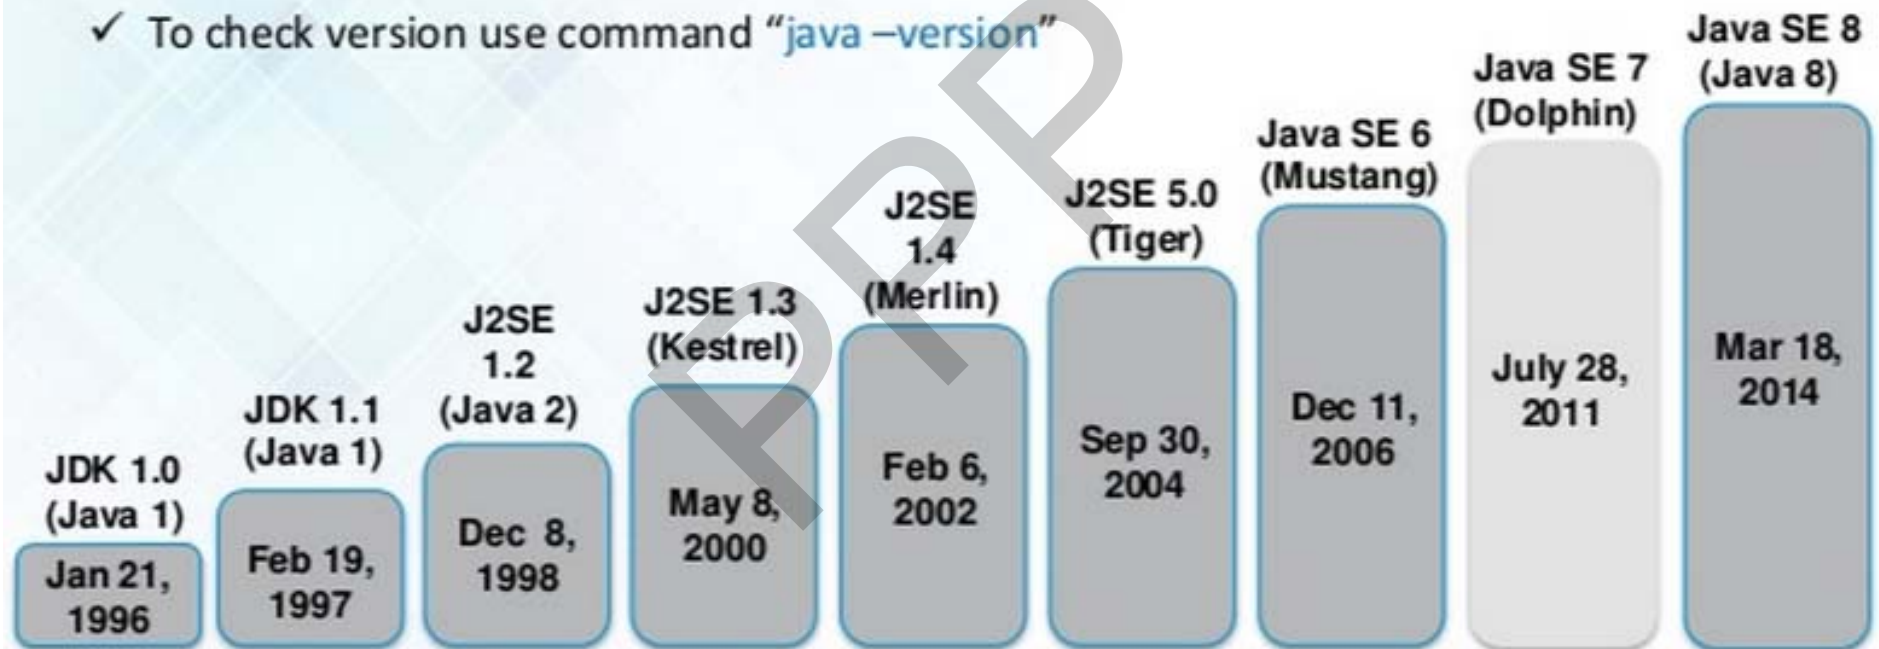 ✓ To check version use command “java –version”
JDK 1.0
(Java 1)
Jan 21,
1996
JDK 1.1
(Java 1)
Feb 19,
1997
J2SE
1.2
(Java 2)
Dec 8,
1998
J2SE 1.3
(Kestrel)
May 8,
2000
J2SE
1.4
(Merlin)
Feb 6,
2002
J2SE 5.0
(Tiger)
Sep 30,
2004
Java SE 6
(Mustang)
Dec 11,
2006
Java SE 7
(Dolphin)
July 28,
2011
Java SE 8
(Java 8)
Mar 18,
2014
PPP